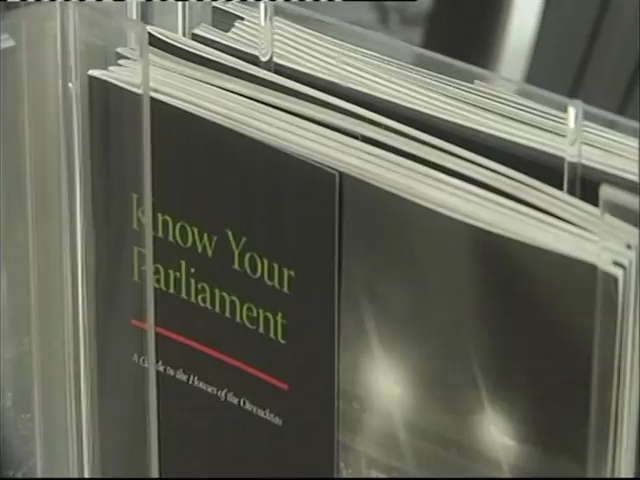 Know Your
Parliament
A Guide to the Houses of the Oireachtas